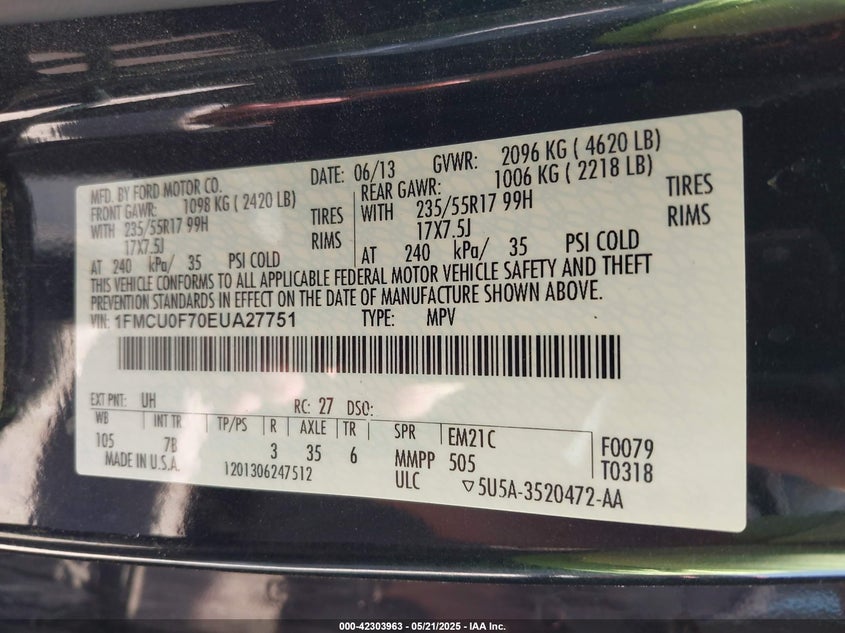 MFD. BY FORD MOTOR CO. DATE: 06/13 GVWR: 2096 KG ( 4620 LB)
FRONT GAWR: 1098 KG ( 2420 LB) REAR GAWR: 1006 KG ( 2218 LB)
WITH 235/55R17 99H TIRES WITH 235/55R17 99H TIRES
17X7.5J RIMS 17X7.5J RIMS
AT 240 kPa/ 35 PSI COLD AT 240 kPa/ 35 PSI COLD
THIS VEHICLE CONFORMS TO ALL APPLICABLE FEDERAL MOTOR VEHICLE SAFETY AND THEFT
PREVENTION STANDARDS IN EFFECT ON THE DATE OF MANUFACTURE SHOWN ABOVE.
VIN: 1FMCU0F70EUA27751 TYPE: MPV
EXT PNT: UH RC: 27 DSO:
WB INT TR TP/PS R AXLE TR SPR EM21C F0079
105 7B 3 35 6 MMPP 505 T0318
MADE IN U.S.A. 1201306247512 ULC ▽5U5A-3520472-AA
000-42303963 - 05/21/2025 - IAA Inc.